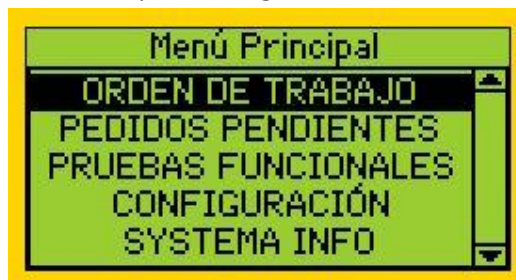 Menú Principal
ORDEN DE TRABAJO
PEDIDOS PENDIENTES
PRUEBAS FUNCIONALES
CONFIGURACIÓN
SYSTEMA INFO